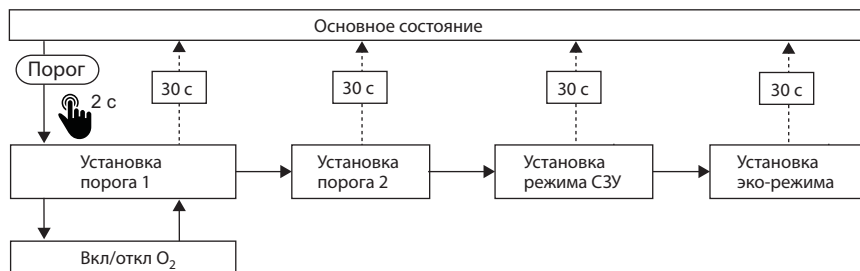 Основное состояние
Порог
2 с
30 с
30 с
30 с
30 с
Установка
порога 1
Установка
порога 2
Установка
режима СЗУ
Установка
эко-режима
Вкл/откл O₂